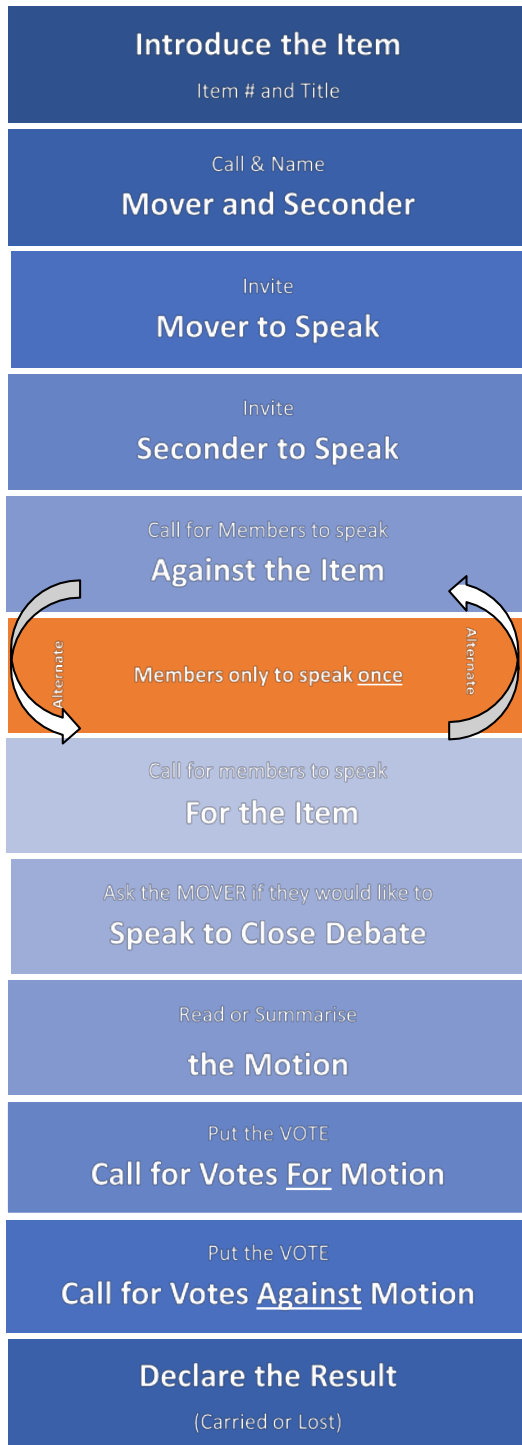 Introduce the Item
Item # and Title
Call & Name
Mover and Seconder
Invite
Mover to Speak
Invite
Seconder to Speak
Call for Members to speak
Against the Item
Alternate
Members only to speak once
Alternate
Call for members to speak
For the Item
Ask the MOVER if they would like to
Speak to Close Debate
Read or Summarise
the Motion
Put the VOTE
Call for Votes For Motion
Put the VOTE
Call for Votes Against Motion
Declare the Result
(Carried or Lost)